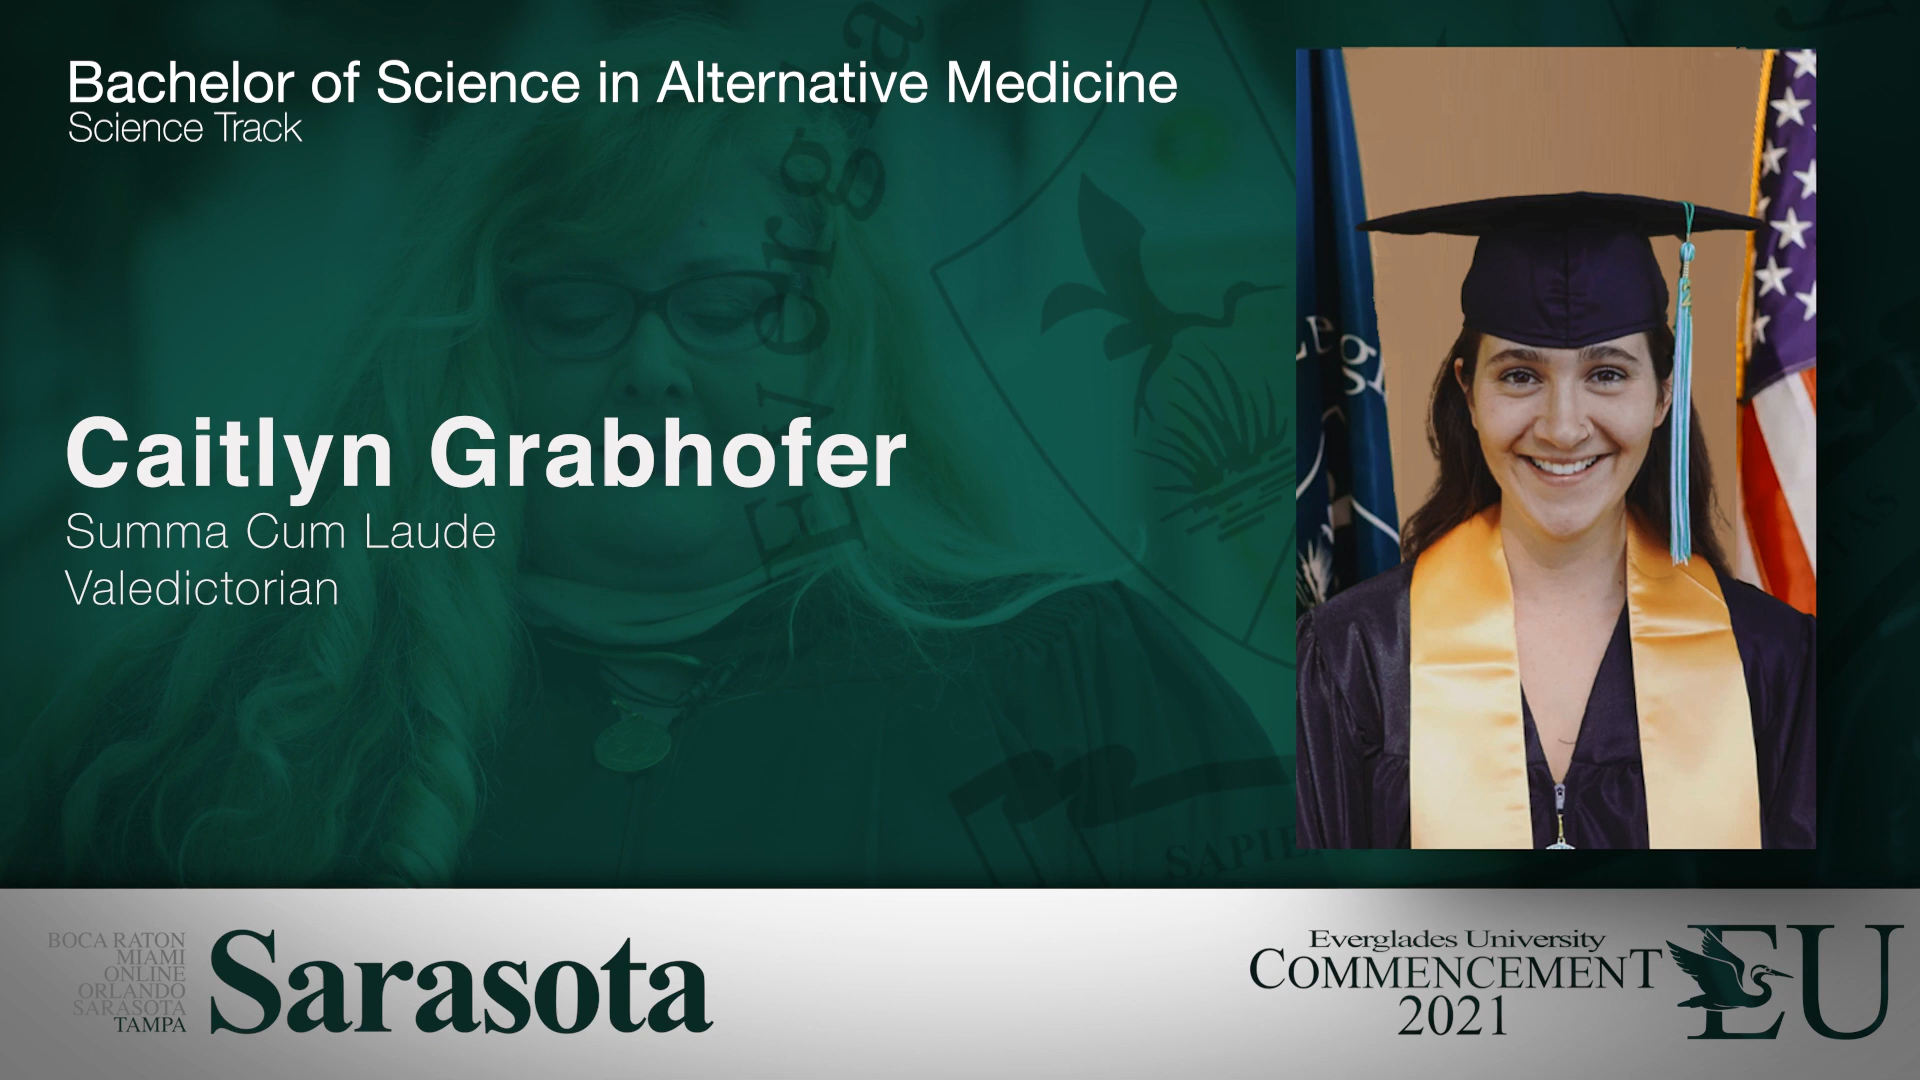 Bachelor of Science in Alternative Medicine
Science Track
Caitlyn Grabhofer
Summa Cum Laude
Valedictorian
BOCA RATON
MIAMI
ONLINE
ORLANDO
SARASOTA
TAMPA
Sarasota
Everglades University
COMMENCEMENT
2021
EU